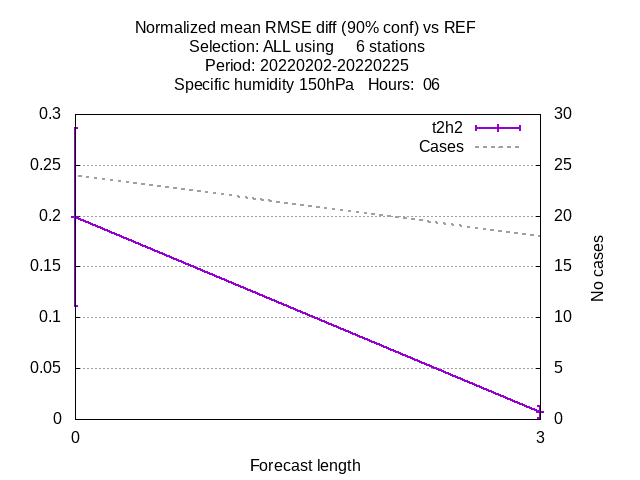 Normalized mean RMSE diff (90% conf) vs REF
Selection: ALL using     6 stations
Period: 20220202-20220225
Specific humidity 150hPa   Hours:  06
t2h2
Cases
0.3
0.25
0.2
0.15
0.1
0.05
0
30
25
20
15
10
5
0
No cases
0
3
Forecast length